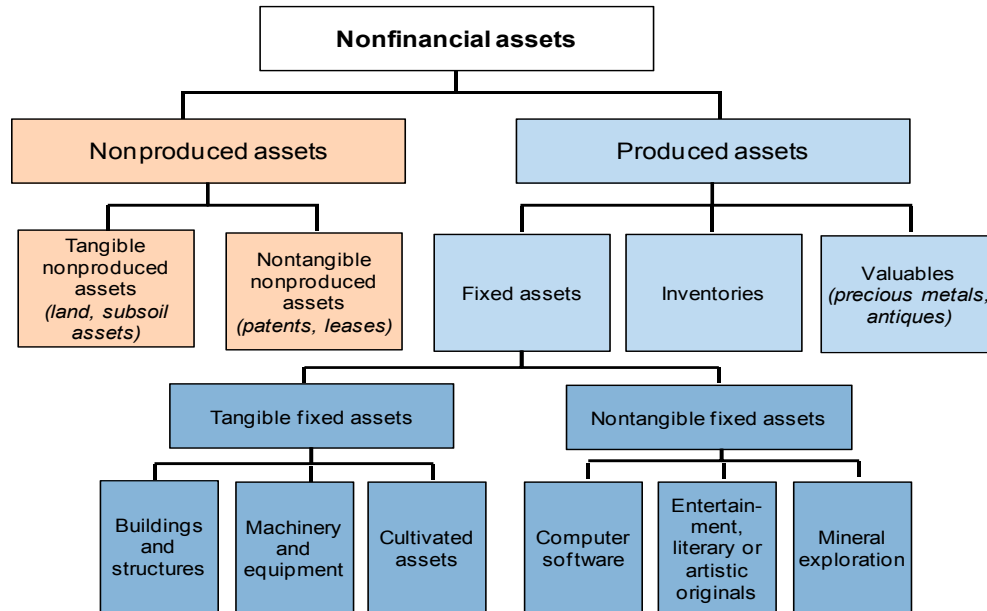 Nonfinancial assets
Nonproduced assets
Produced assets
Tangible
nonproduced
assets
(land, subsoil
assets)
Nontangible
nonproduced
assets
(patents, leases)
Fixed assets
Inventories
Valuables
(precious metals,
antiques)
Tangible fixed assets
Nontangible fixed assets
Buildings
and
structures
Machinery
and
equipment
Cultivated
assets
Computer
software
Entertain-
ment,
literary or
artistic
originals
Mineral
exploration